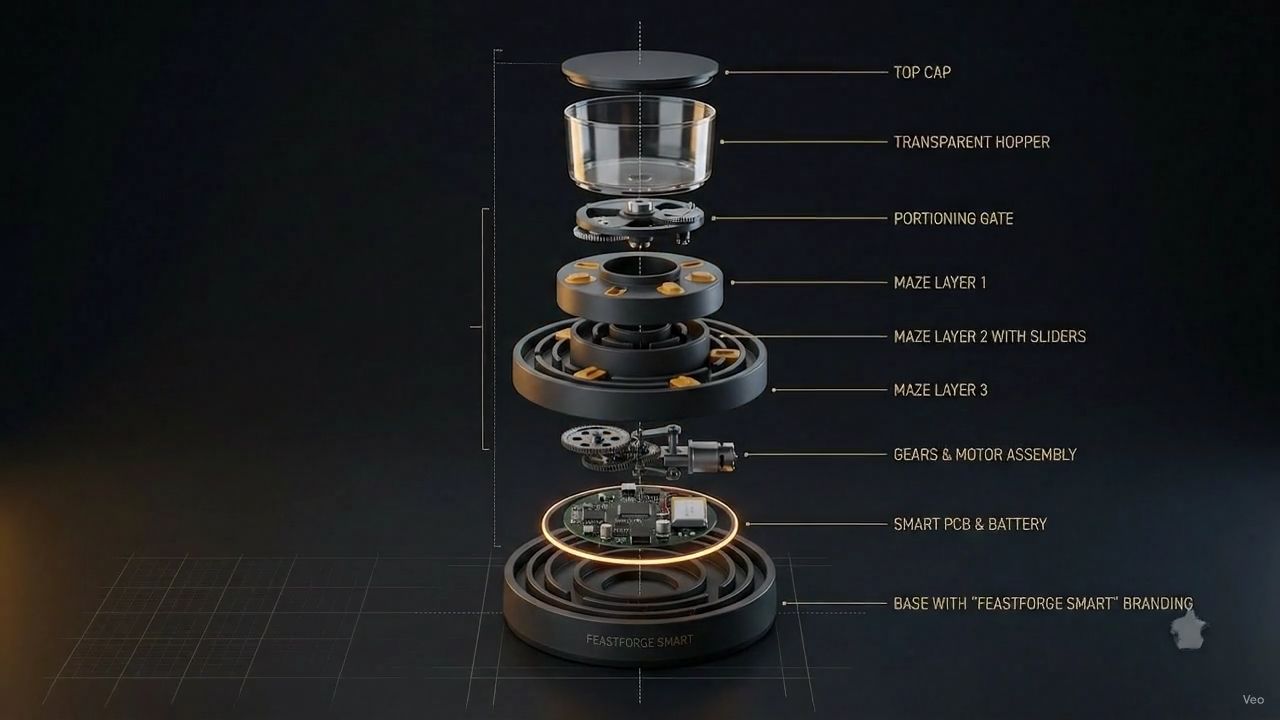 TOP CAP
TRANSPARENT HOPPER
PORTIONING GATE
MAZE LAYER 1
MAZE LAYER 2 WITH SLIDERS
MAZE LAYER 3
GEARS & MOTOR ASSEMBLY
SMART PCB & BATTERY
BASE WITH "FEASTFORGE SMART" BRANDING
FEASTFORGE SMART
Veo